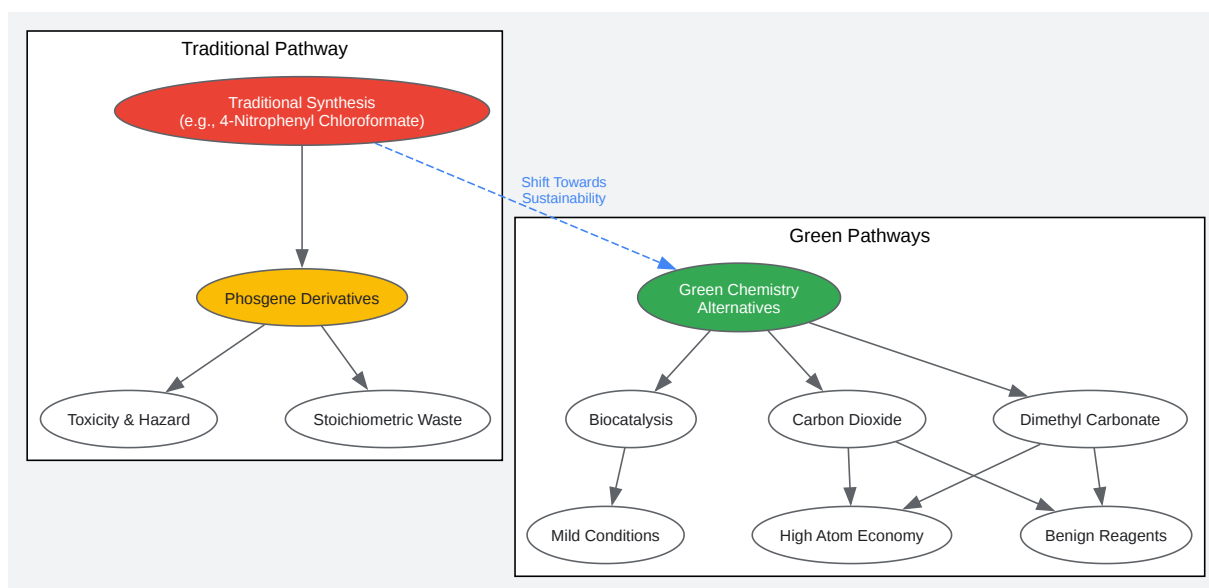 Traditional Pathway
Traditional Synthesis
(e.g., 4-Nitrophenyl Chloroformate)
Shift Towards
Sustainability
Green Pathways
Phosgene Derivatives
Green Chemistry
Alternatives
Toxicity & Hazard
Stoichiometric Waste
Biocatalysis
Carbon Dioxide
Dimethyl Carbonate
Mild Conditions
High Atom Economy
Benign Reagents